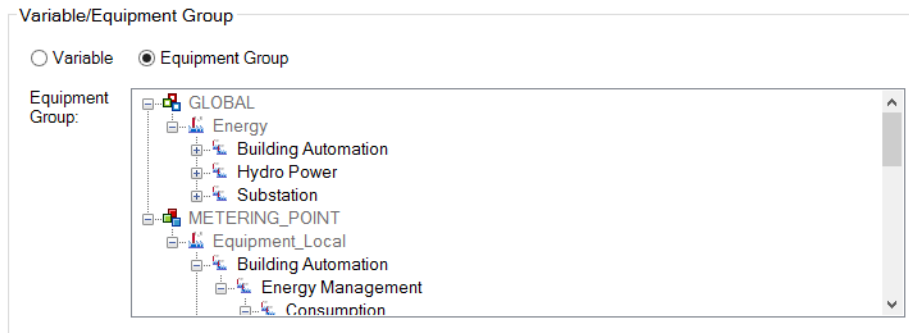 Variable/Equipment Group
Variable Equipment Group
Equipment
Group:
GLOBAL
Energy
Building Automation
Hydro Power
Substation
METERING_POINT
Equipment_Local
Building Automation
Energy Management
Consumption